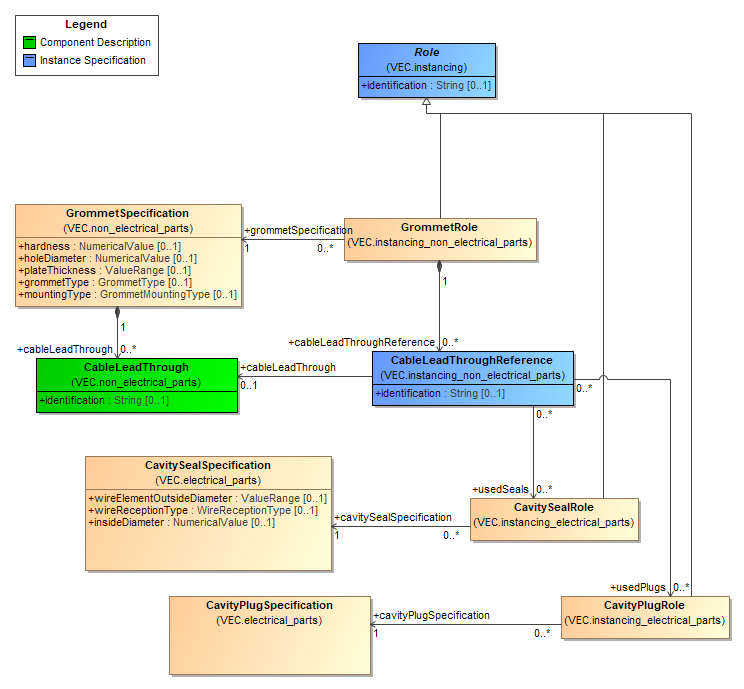 Legend
Component Description
Instance Specification
Role
(VEC.instancing)
+identification : String [0..1]
GrommetSpecification
(VEC.non_electrical_parts)
+hardness : NumericalValue [0..1]
+holeDiameter : NumericalValue [0..1]
+plateThickness : ValueRange [0..1]
+grommetType : GrommetType [0..1]
+mountingType : GrommetMountingType [0..1]
+grommetSpecification
1
0..*
GrommetRole
(VEC.instancing_non_electrical_parts)
1
1
+cableLeadThrough
0..*
+cableLeadThroughReference
0..*
CableLeadThrough
(VEC.non_electrical_parts)
+identification : String [0..1]
+cableLeadThrough
0..1
CableLeadThroughReference
(VEC.instancing_non_electrical_parts)
+identification : String [0..1]
0..*
0..*
CavitySealSpecification
(VEC.electrical_parts)
+wireElementOutsideDiameter : ValueRange [0..1]
+wireReceptionType : WireReceptionType [0..1]
+insideDiameter : NumericalValue [0..1]
+usedSeals
0..*
+cavitySealSpecification
1
0..*
CavitySealRole
(VEC.instancing_electrical_parts)
+usedPlugs
0..*
CavityPlugSpecification
(VEC.electrical_parts)
+cavityPlugSpecification
1
0..*
CavityPlugRole
(VEC.instancing_electrical_parts)